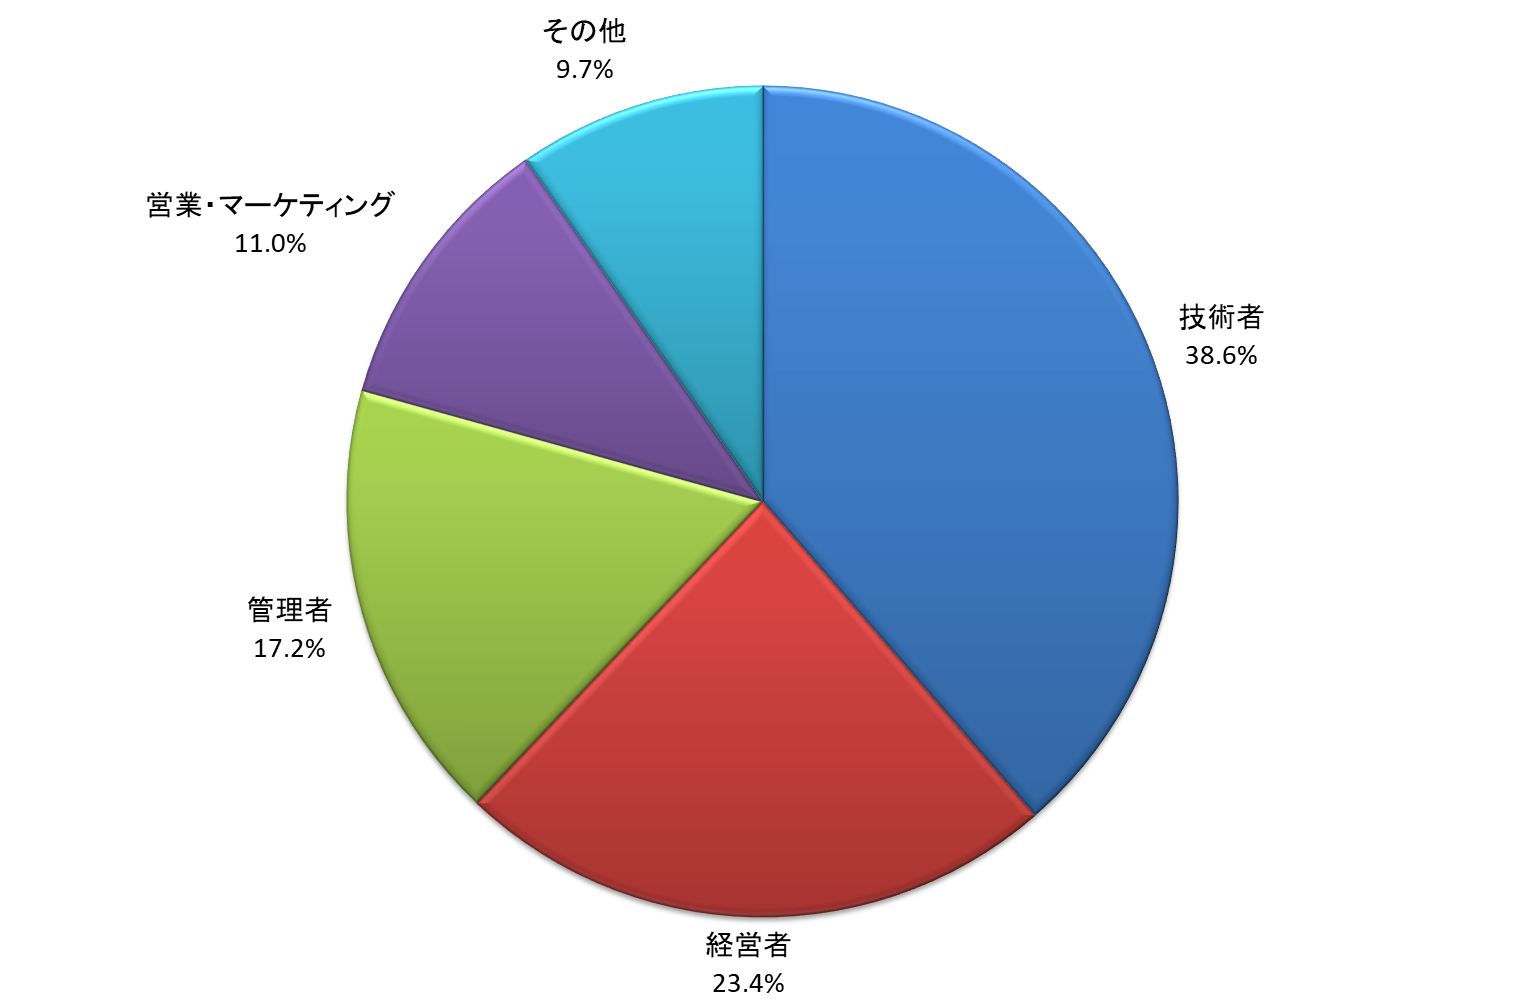 その他
9.7%
営業・マーケティング
11.0%
技術者
38.6%
管理者
17.2%
経営者
23.4%